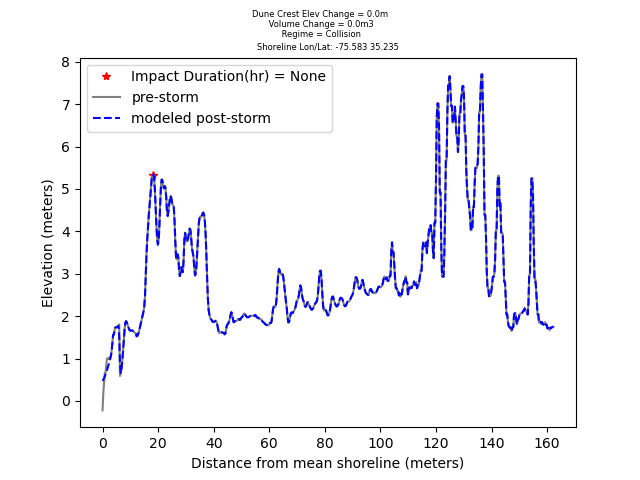 Dune Crest Elev Change = 0.0m
Volume Change = 0.0m3
Regime = Collision
Shoreline Lon/Lat: -75.583 35.235
Impact Duration(hr) = None
pre-storm
modeled post-storm
8
7
6
5
4
3
2
1
0
Elevation (meters)
0 20 40 60 80 100 120 140 160
Distance from mean shoreline (meters)